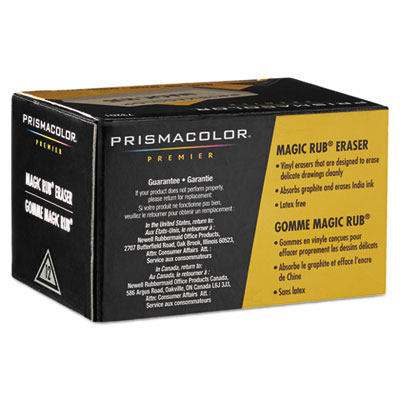 73201
PRISMACOLOR®
PREMIER
MAGIC RUB® ERASER
GOMME MAGIC RUB®
12
PRISMACOLOR®
PREMIER
Guarantee • Garantie
If your product does not perform properly,
please return for replacement.
Si votre produit ne fonctionne pas bien,
veuillez le retourner pour obtenir un remplacement.
In the United States, return to:
Aux États-Unis, le retourner à :
Newell Rubbermaid Office Products,
2707 Butterfield Road, Oak Brook, Illinois 60523,
Attn: Consumer Affairs Att. :
Service aux consommateurs
In Canada, return to:
Au Canada, le retourner à :
Newell Rubbermaid Office Products Canada,
586 Argus Road, Oakville, ON Canada L6J 3J3,
Attn: Consumer Affairs Att. :
Service aux consommateurs
MAGIC RUB® ERASER
• Vinyl erasers that are designed to erase
delicate drawings cleanly
• Absorbs graphite and erases India ink
• Latex free
GOMME MAGIC RUB®
• Gommes en vinyle conçues pour
effacer proprement les dessins délicats
• Absorbe le graphite et efface l'encre
de Chine
• Sans latex